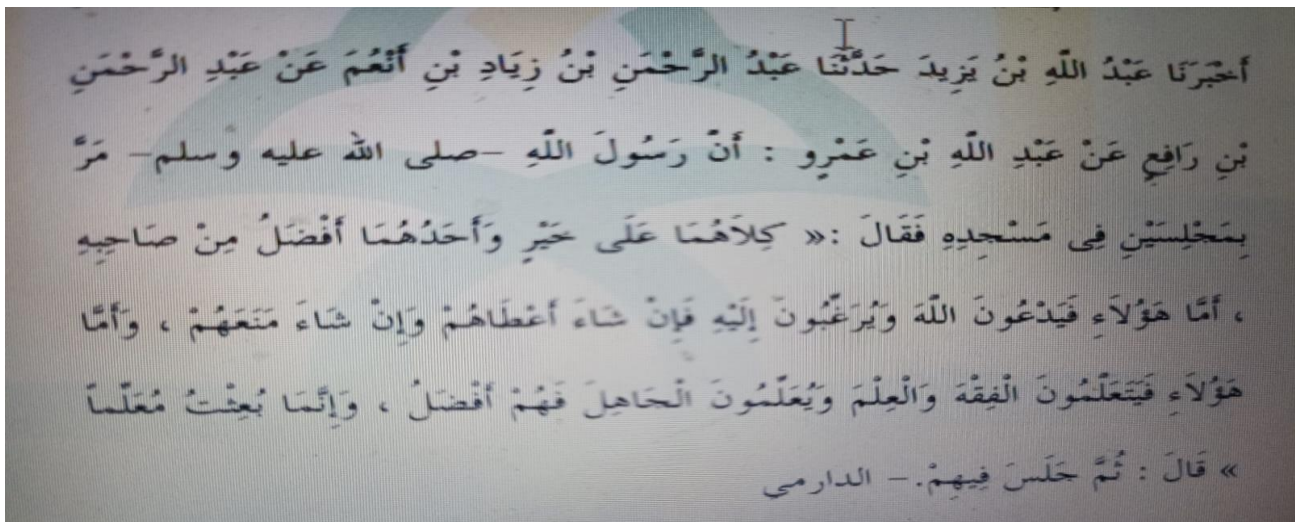 أَخْبَرَنَا عَبْدُ اللَّهِ بْنُ يَزِيدَ حَدَّثَنَا عَبْدُ الرَّحْمَنِ بْنُ زِيَادِ بْنِ أَنْعُمَ عَنْ عَبْدِ الرَّحْمَنِ
بْنِ رَافِعٍ عَنْ عَبْدِ اللَّهِ بْنِ عَمْرٍو : أَنَّ رَسُولَ اللَّهِ -صلى الله عليه وسلم- مَرَّ
بِمَجْلِسَيْنِ فِى مَسْجِدِهِ فَقَالَ :« كِلاَهُمَا عَلَى خَيْرٍ وَأَحَدُهُمَا أَفْضَلُ مِنْ صَاحِبِهِ
، أَمَّا هَؤُلاَءِ فَيَدْعُونَ اللَّهَ وَيُرَغِّبُونَ إِلَيْهِ فَإِنْ شَاءَ أَعْطَاهُمْ وَإِنْ شَاءَ مَنَعَهُمْ ، وَأَمَّا
هَؤُلاَءِ فَيَتَعَلَّمُونَ الْفِقْهَ وَالْعِلْمَ وَيُعَلِّمُونَ الْجَاهِلَ فَهُمْ أَفْضَلُ ، وَإِنَّمَا بُعِثْتُ مُعَلِّماً
» قَالَ : ثُمَّ جَلَسَ فِيهِمْ.- الدارمي